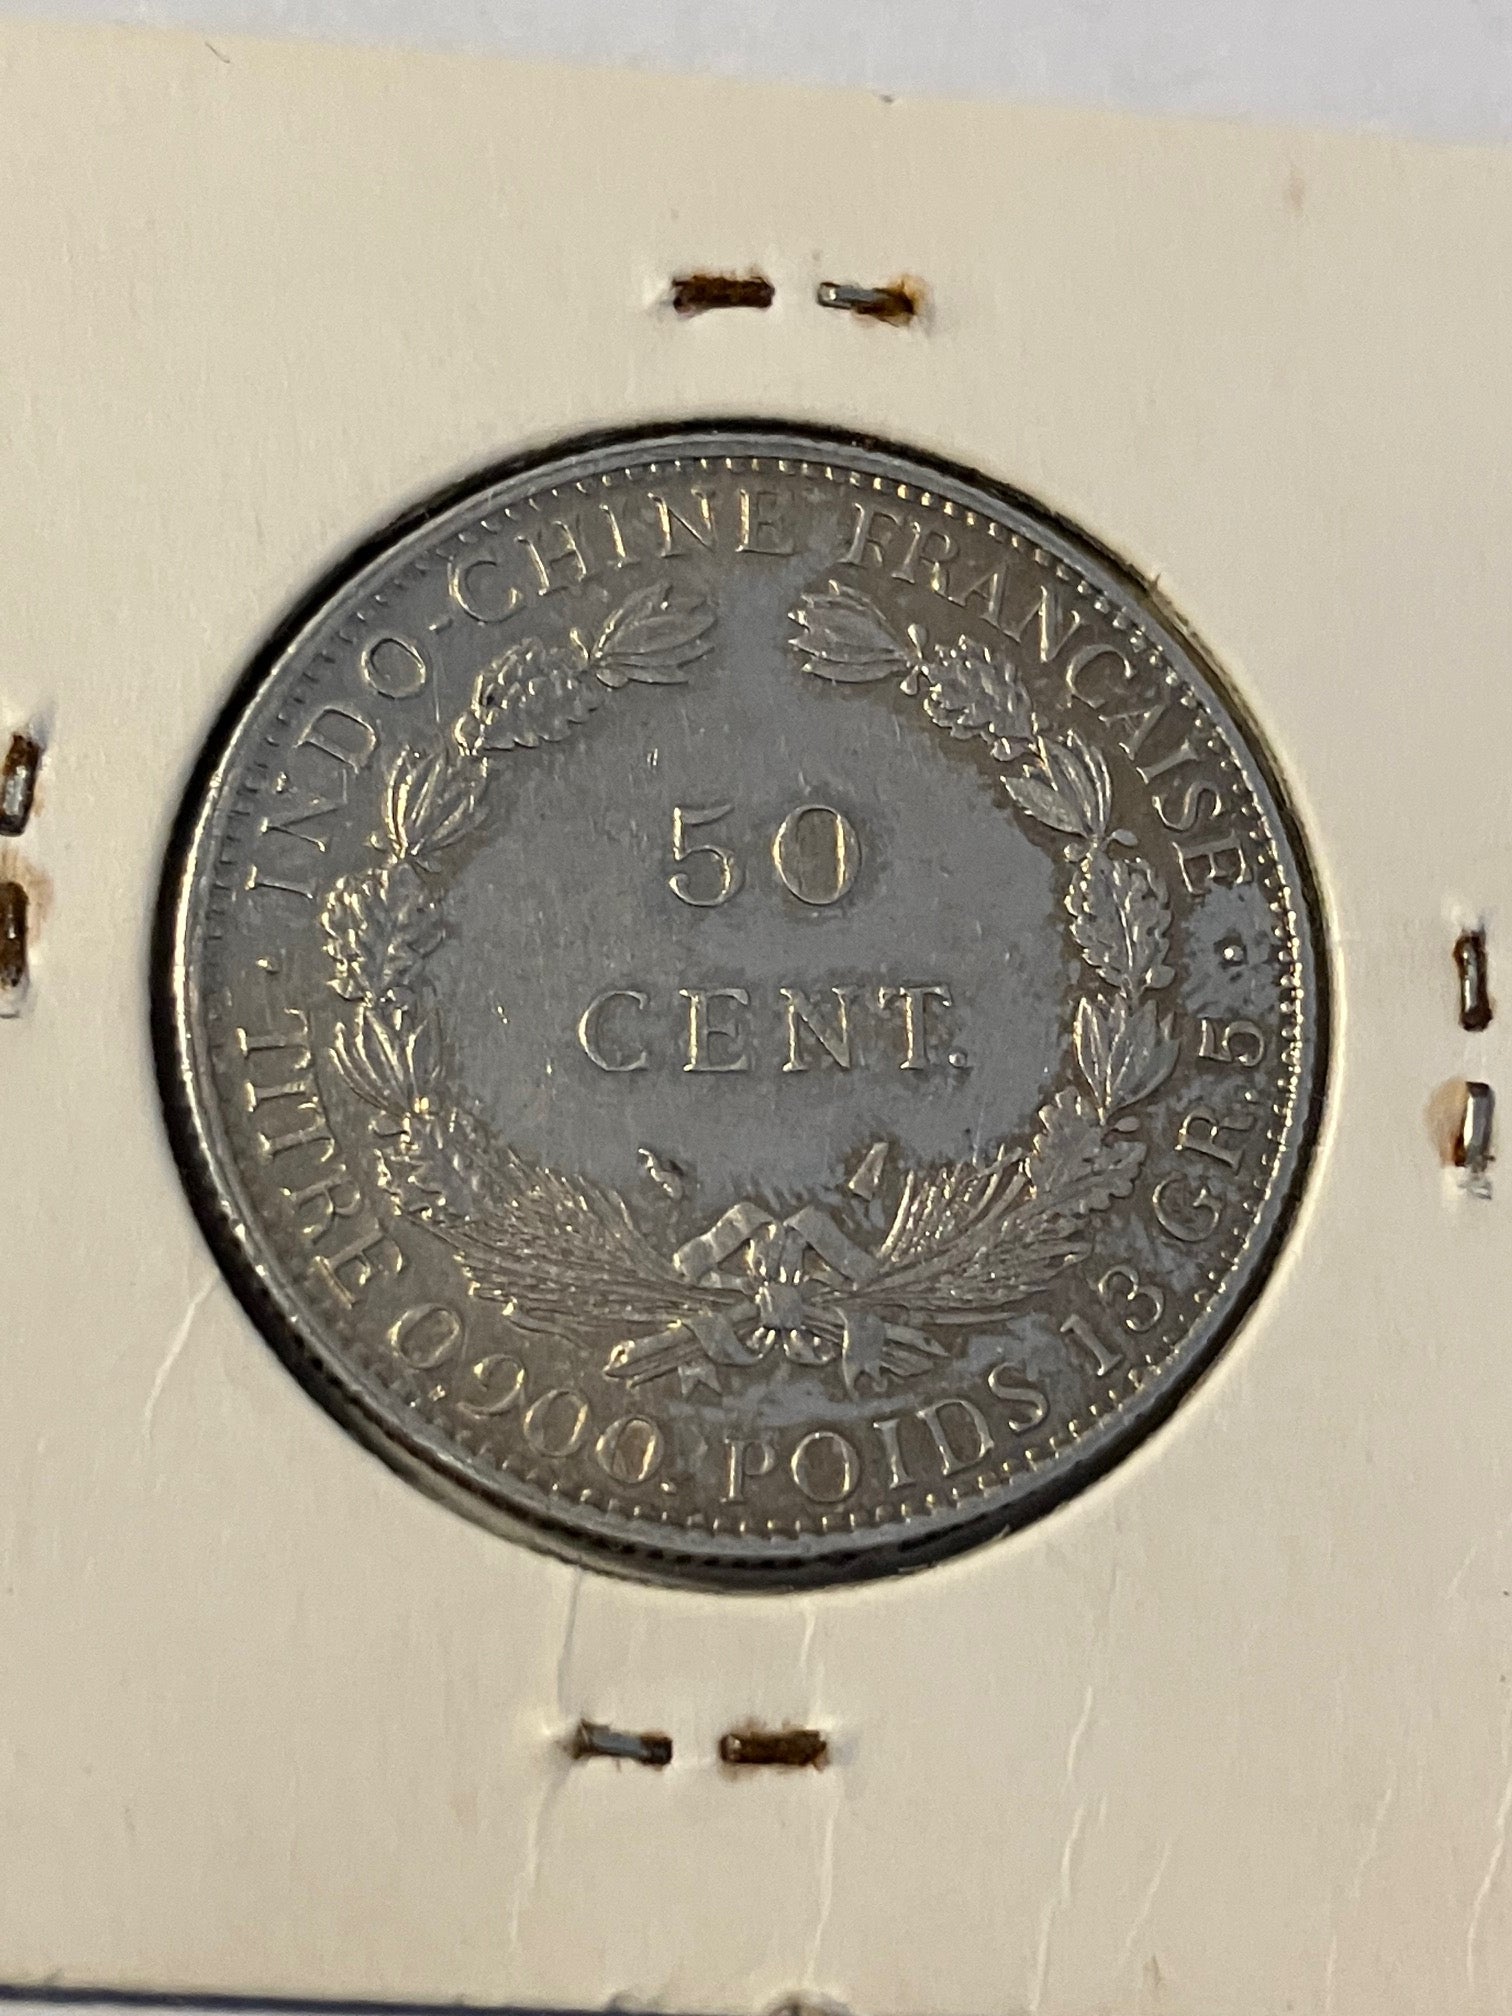 INDO-CHINE FRANÇAISE
50
CENT.
TITRE 0,900. POIDS 13 GR. 5